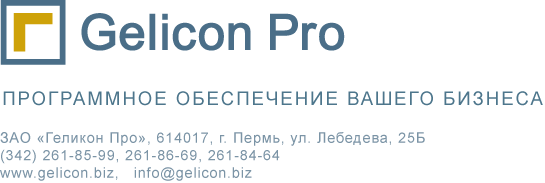 Gelicon Pro
ПРОГРАММНОЕ ОБЕСПЕЧЕНИЕ ВАШЕГО БИЗНЕСА
ЗАО «Геликон Про», 614017, г. Пермь, ул. Лебедева, 25Б
(342) 261-85-99, 261-86-69, 261-84-64
www.gelicon.biz, info@gelicon.biz